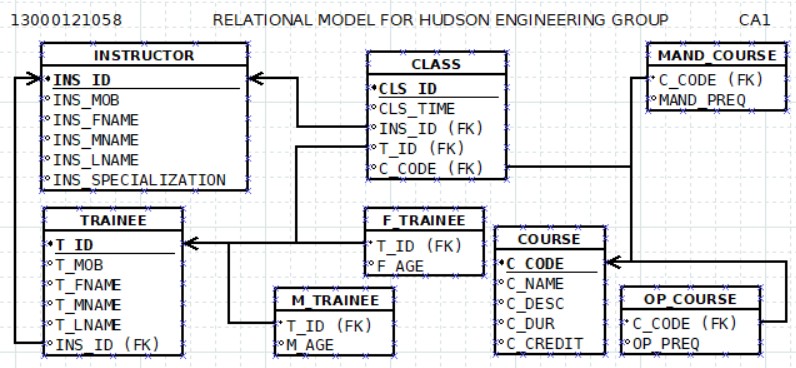 13000121058 RELATIONAL MODEL FOR HUDSON ENGINEERING GROUP CA1
INSTRUCTOR
INS_ID
INS_MOB
INS_FNAME
INS_MNAME
INS_LNAME
INS_SPECIALIZATION
CLASS
CLS_ID
CLS_TIME
INS_ID (FK)
T_ID (FK)
C_CODE (FK)
MAND_COURSE
C_CODE (FK)
MAND_PREQ
TRAINEE
T_ID
T_MOB
T_FNAME
T_MNAME
T_LNAME
INS_ID (FK)
F_TRAINEE
T_ID (FK)
F_AGE
M_TRAINEE
T_ID (FK)
M_AGE
COURSE
C_CODE
C_NAME
C_DESC
C_DUR
C_CREDIT
OP_COURSE
C_CODE (FK)
OP_PREQ